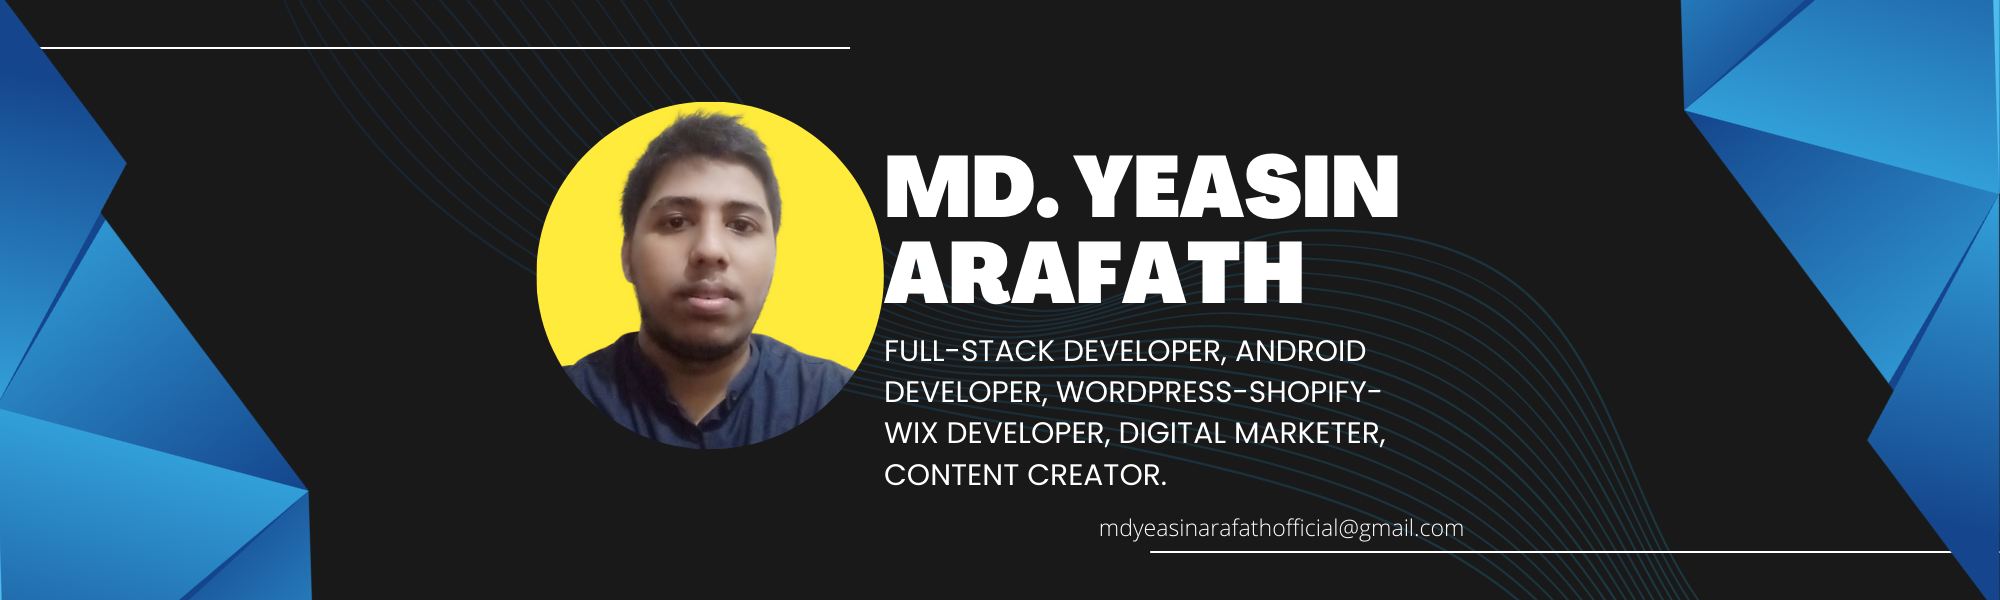 MD. YEASIN
ARAFATH
FULL-STACK DEVELOPER, ANDROID
DEVELOPER, WORDPRESS-SHOPIFY-
WIX DEVELOPER, DIGITAL MARKETER,
CONTENT CREATOR.
mdyeasinarafathofficial@gmail.com